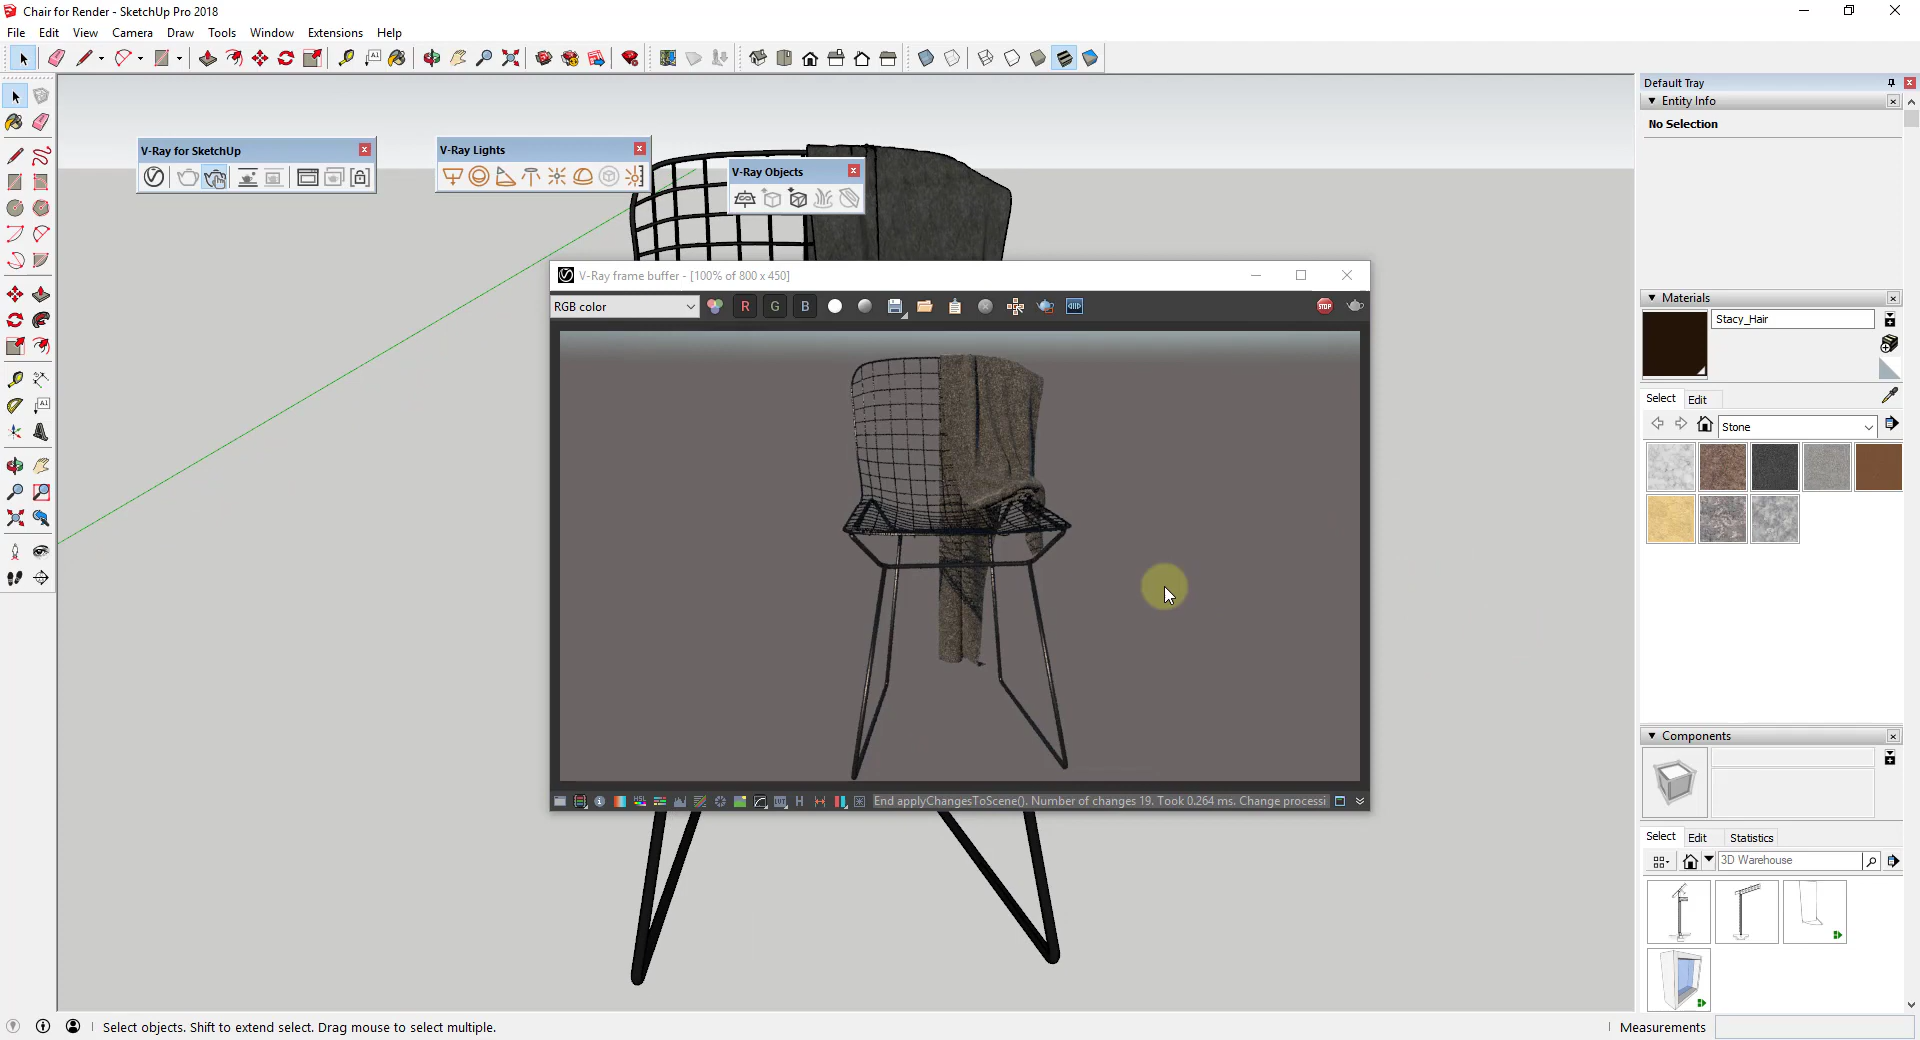 Chair for Render - SketchUp Pro 2018
File Edit View Camera Draw Tools Window Extensions Help
Default Tray
Entity Info
No Selection
V-Ray for SketchUp
V-Ray Lights
V-Ray Objects
V-Ray frame buffer - [100% of 800 x 450]
RGB color
R G B
STOP
Materials
Stacy_Hair
Select Edit
Stone
Components
Select Edit Statistics
3D Warehouse
HSL
LUT
H
End applyChangesToScene(). Number of changes 19. Took 0.264 ms. Change processi
Select objects. Shift to extend select. Drag mouse to select multiple.
Measurements